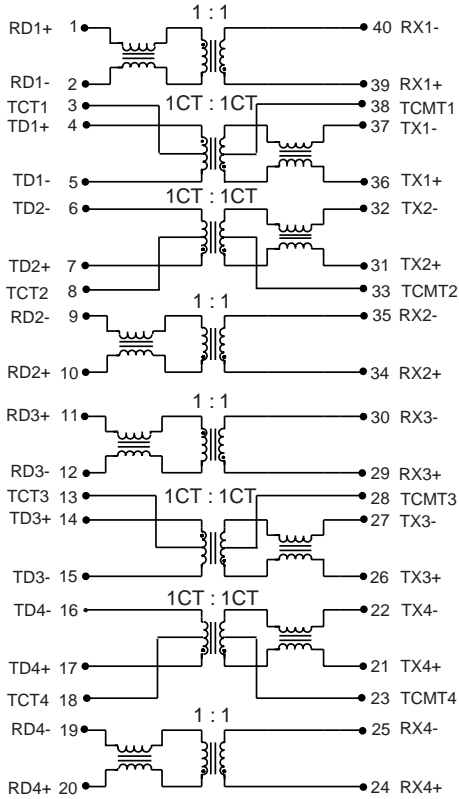 1 : 1
RD1+ 1 40 RX1-
RD1- 2 39 RX1+
TCT1 3 1CT : 1CT 38 TCMT1
TD1+ 4 37 TX1-
TD1- 5 36 TX1+
1CT : 1CT
TD2- 6 32 TX2-
TD2+ 7 31 TX2+
TCT2 8 33 TCMT2
1 : 1
RD2- 9 35 RX2-
RD2+ 10 34 RX2+
1 : 1
RD3+ 11 30 RX3-
RD3- 12 29 RX3+
TCT3 13 1CT : 1CT 28 TCMT3
TD3+ 14 27 TX3-
TD3- 15 26 TX3+
1CT : 1CT
TD4- 16 22 TX4-
TD4+ 17 21 TX4+
TCT4 18 23 TCMT4
1 : 1
RD4- 19 25 RX4-
RD4+ 20 24 RX4+